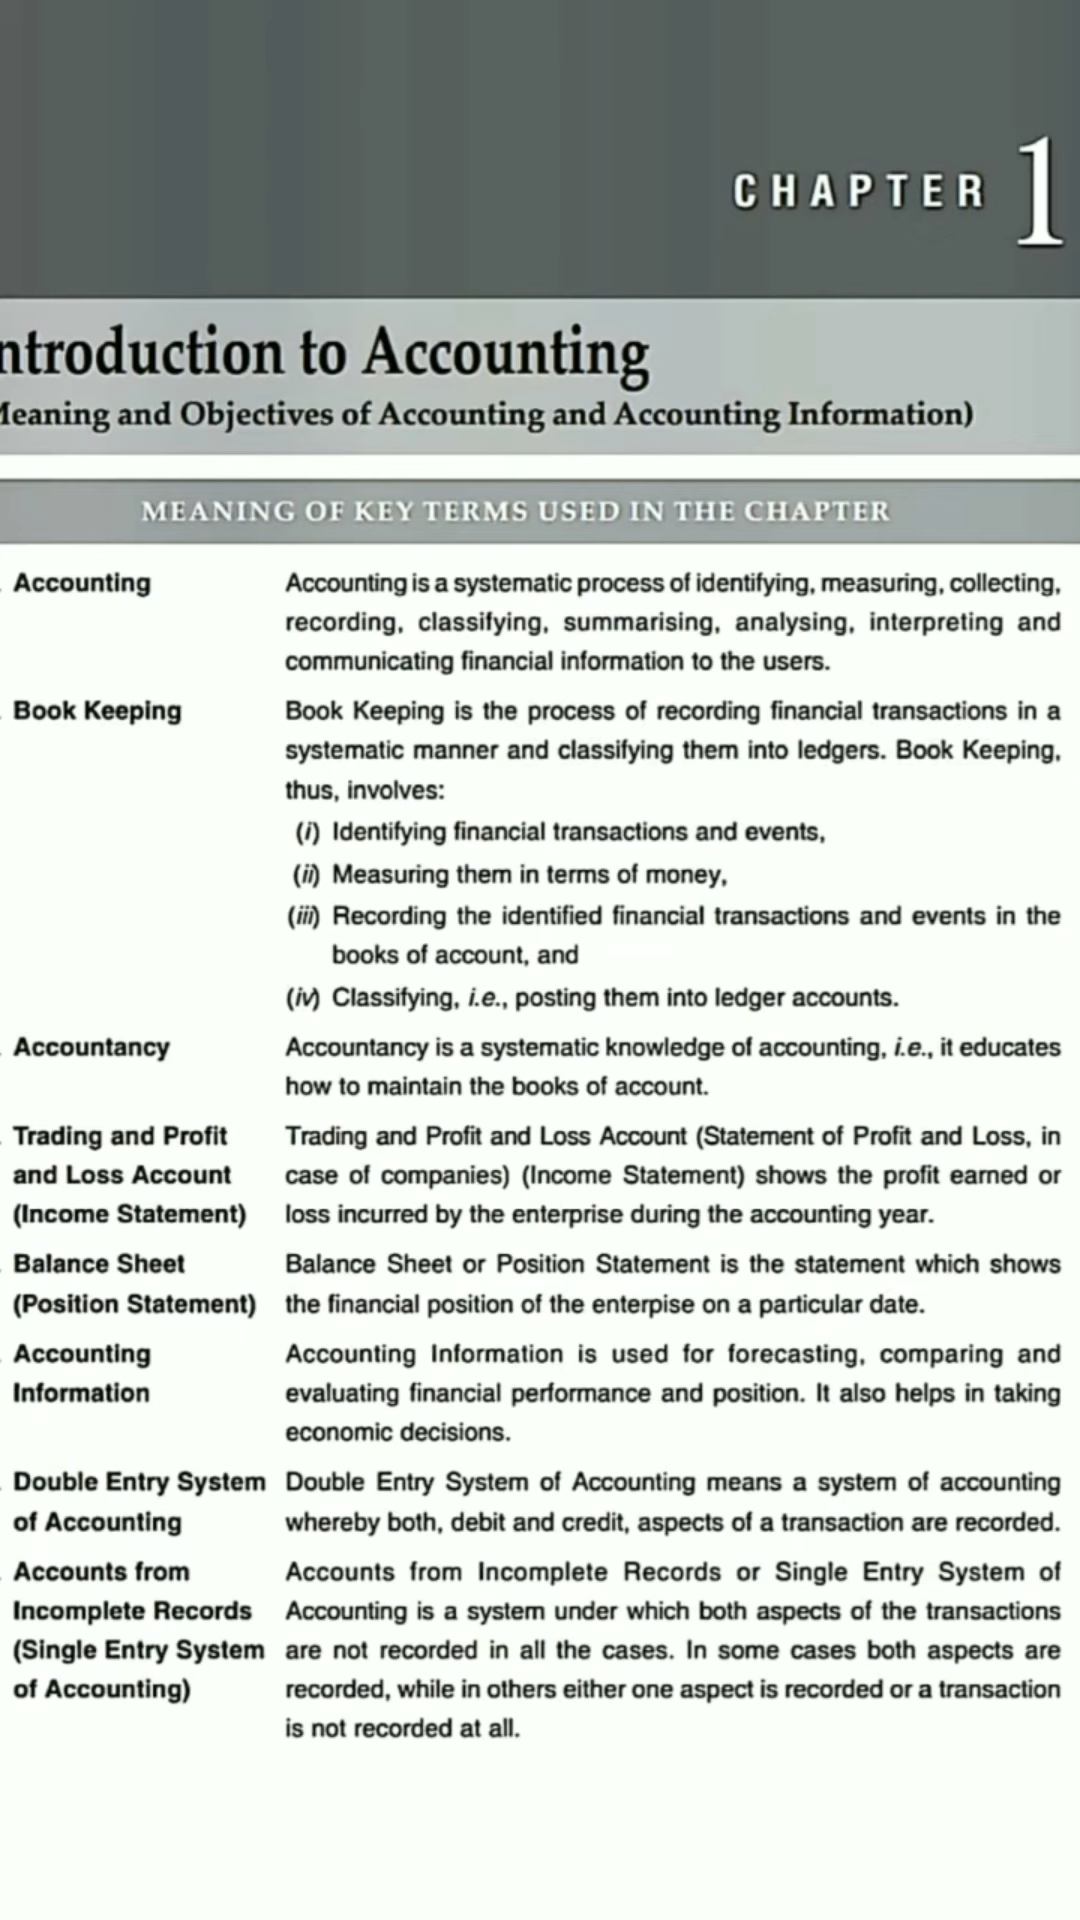 CHAPTER 1
ntroduction to Accounting
Meaning and Objectives of Accounting and Accounting Information)
MEANING OF KEY TERMS USED IN THE CHAPTER
Accounting
Accounting is a systematic process of identifying, measuring, collecting,
recording, classifying, summarising, analysing, interpreting and
communicating financial information to the users.
Book Keeping
Book Keeping is the process of recording financial transactions in a
systematic manner and classifying them into ledgers. Book Keeping,
thus, involves:
(i) Identifying financial transactions and events,
(ii) Measuring them in terms of money,
(iii) Recording the identified financial transactions and events in the
books of account, and
(iv) Classifying, i.e., posting them into ledger accounts.
Accountancy
Accountancy is a systematic knowledge of accounting, i.e., it educates
how to maintain the books of account.
Trading and Profit
and Loss Account
(Income Statement)
Trading and Profit and Loss Account (Statement of Profit and Loss, in
case of companies) (Income Statement) shows the profit earned or
loss incurred by the enterprise during the accounting year.
Balance Sheet
(Position Statement)
Balance Sheet or Position Statement is the statement which shows
the financial position of the enterpise on a particular date.
Accounting
Information
Accounting Information is used for forecasting, comparing and
evaluating financial performance and position. It also helps in taking
economic decisions.
Double Entry System
of Accounting
Double Entry System of Accounting means a system of accounting
whereby both, debit and credit, aspects of a transaction are recorded.
Accounts from
Incomplete Records
(Single Entry System
of Accounting)
Accounts from Incomplete Records or Single Entry System of
Accounting is a system under which both aspects of the transactions
are not recorded in all the cases. In some cases both aspects are
recorded, while in others either one aspect is recorded or a transaction
is not recorded at all.